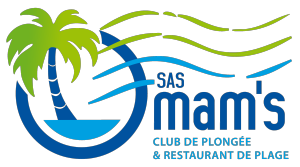 SAS
mam's
CLUB DE PLONGÉE
& RESTAURANT DE PLAGE